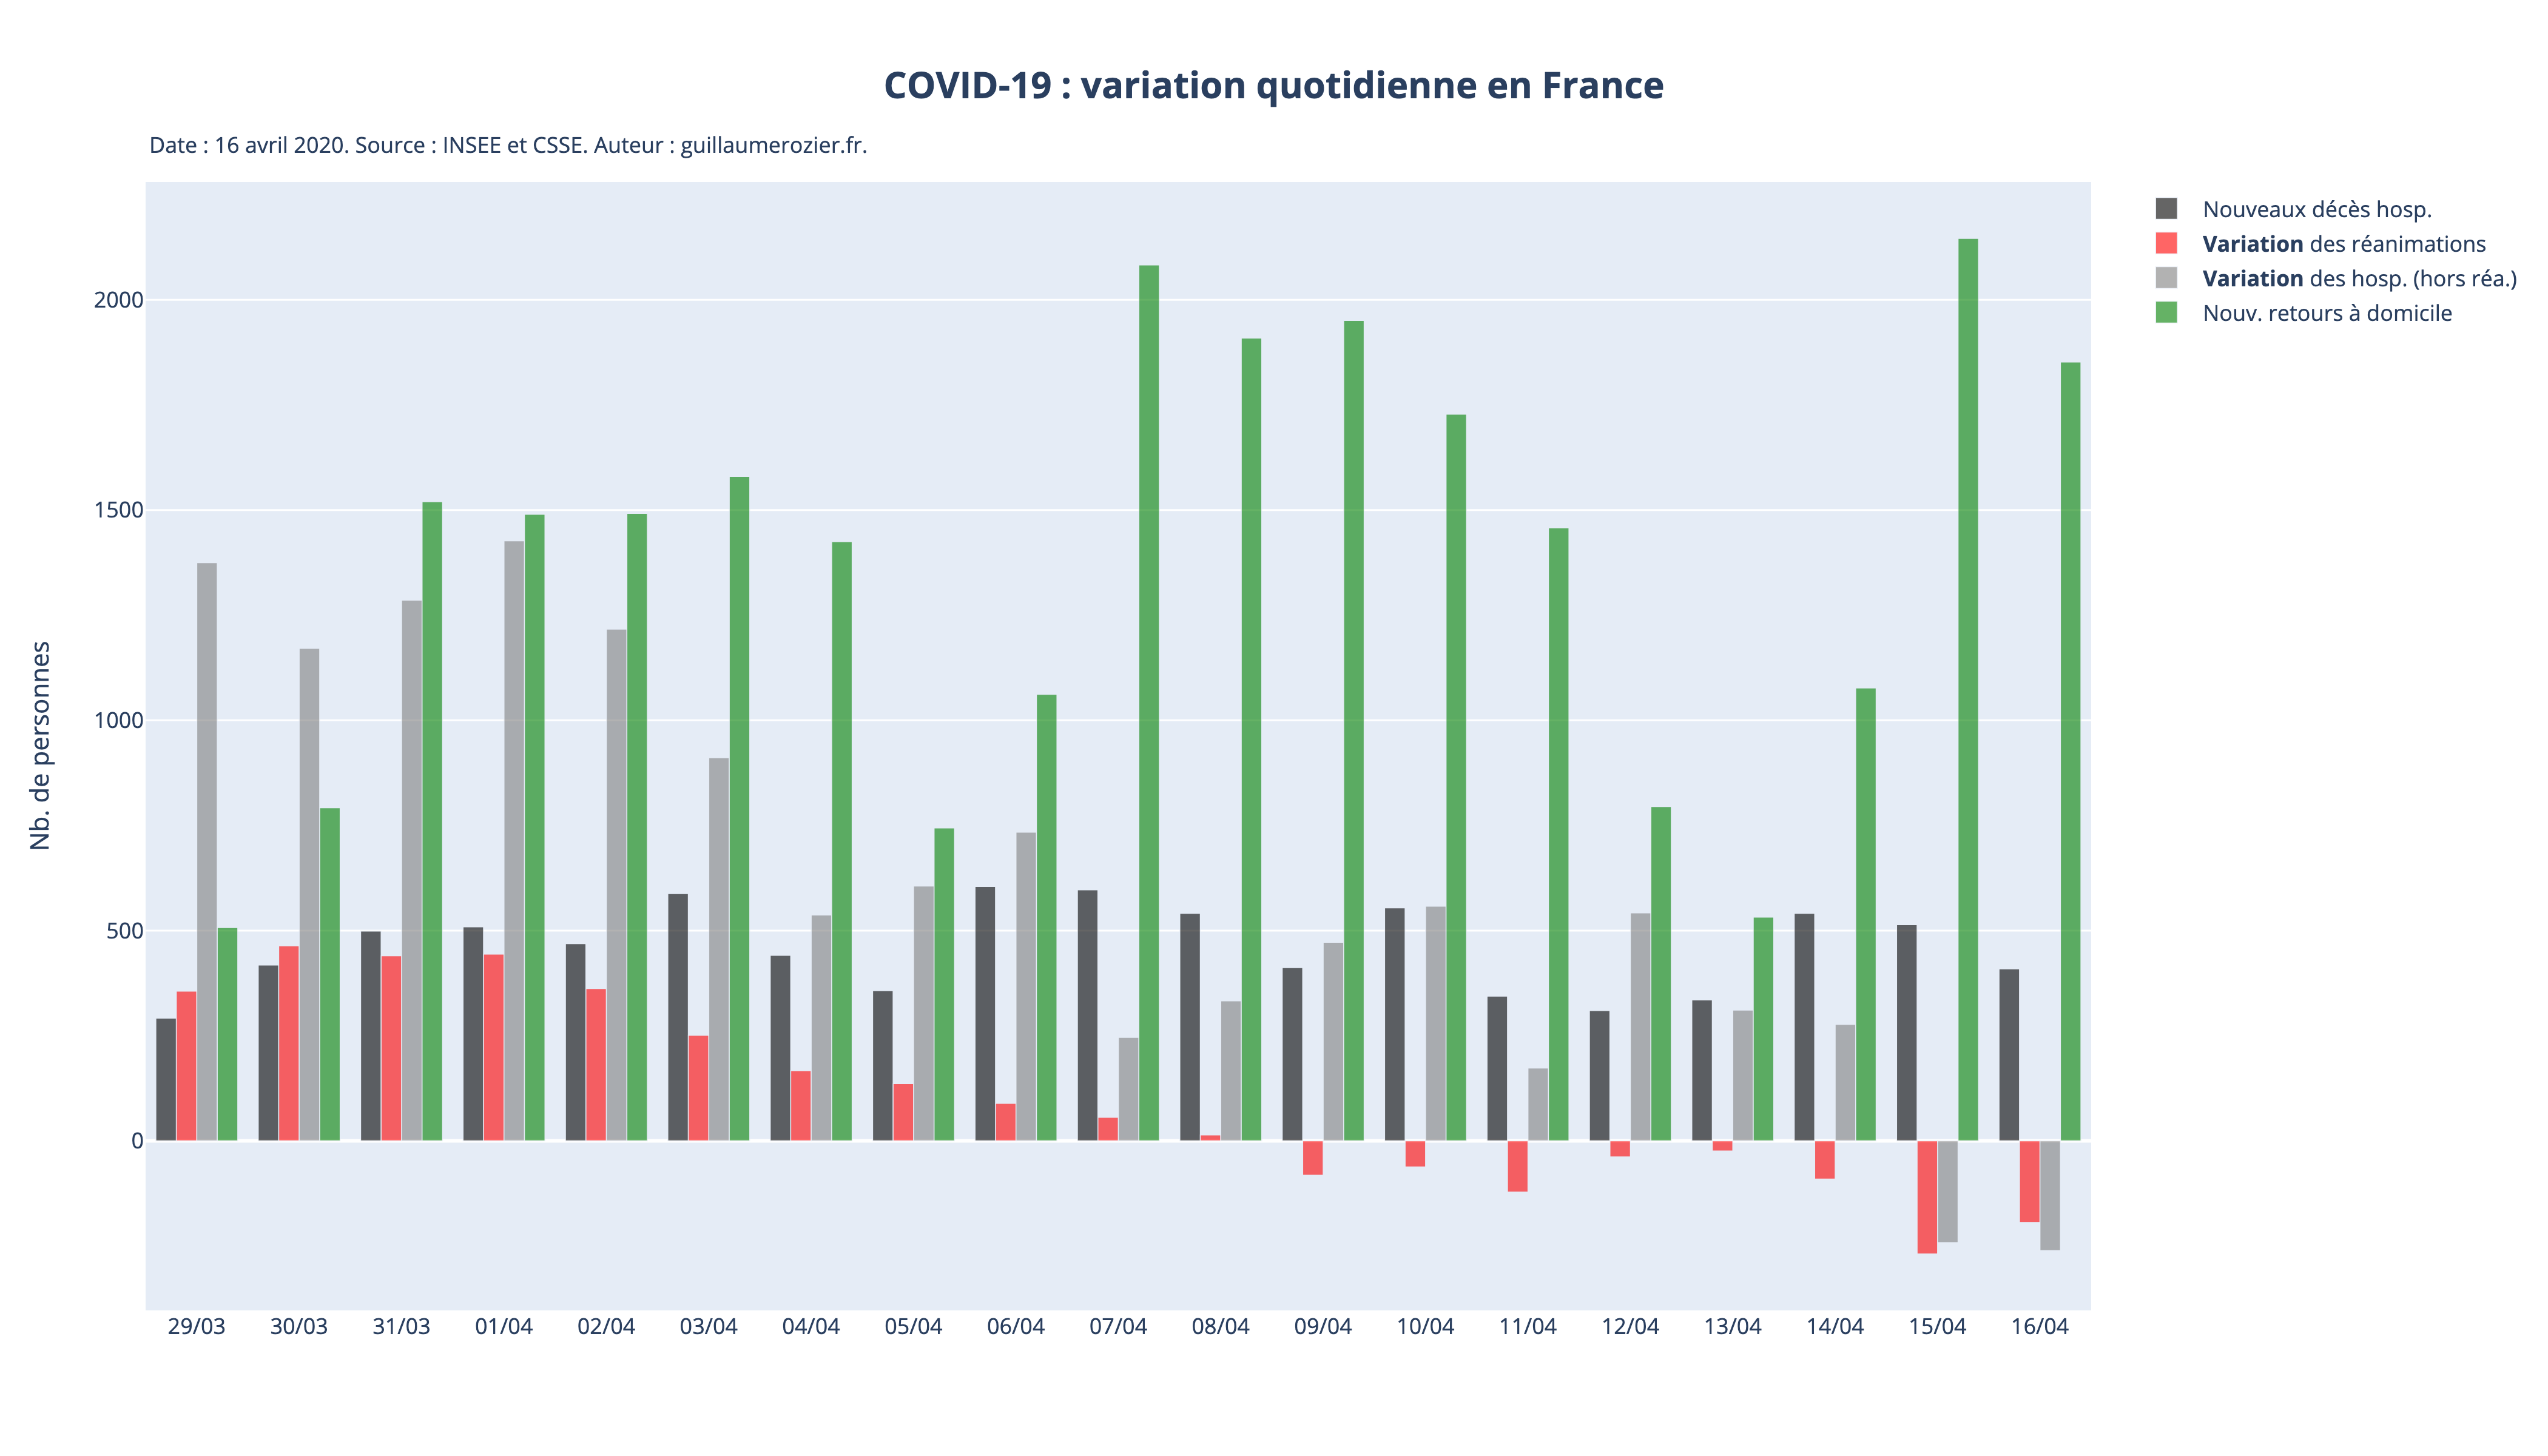 COVID-19 : variation quotidienne en France
Date : 16 avril 2020. Source : INSEE et CSSE. Auteur : guillaumerozier.fr.
Nouveaux décès hosp.
Variation des réanimations
Variation des hosp. (hors réa.)
Nouv. retours à domicile
Nb. de personnes
2000
1500
1000
500
0
29/03 30/03 31/03 01/04 02/04 03/04 04/04 05/04 06/04 07/04 08/04 09/04 10/04 11/04 12/04 13/04 14/04 15/04 16/04